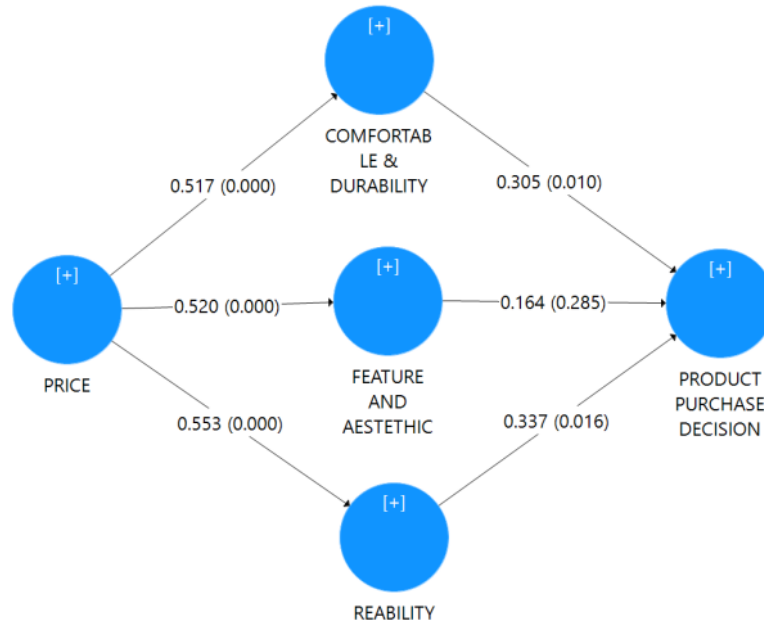 [+]
COMFORTAB
LE &
DURABILITY
0.517 (0.000)
0.305 (0.010)
[+]
PRICE
0.520 (0.000)
[+]
FEATURE
AND
AESTETHIC
0.164 (0.285)
[+]
PRODUCT
PURCHASE
DECISION
0.553 (0.000)
0.337 (0.016)
[+]
REABILITY